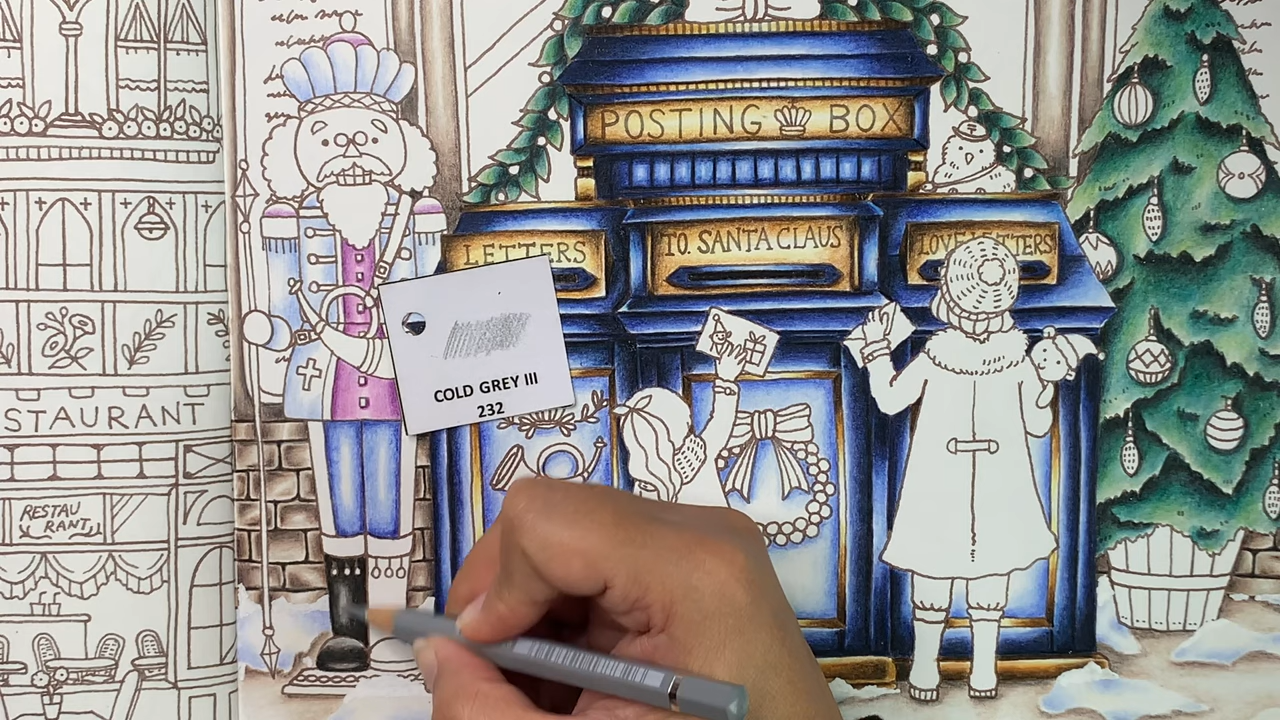 POSTING BOX
LETTERS
TO. SANTA CLAUS
LOVE LETTERS
COLD GREY III
232
STAURANT
RESTAU
RANT